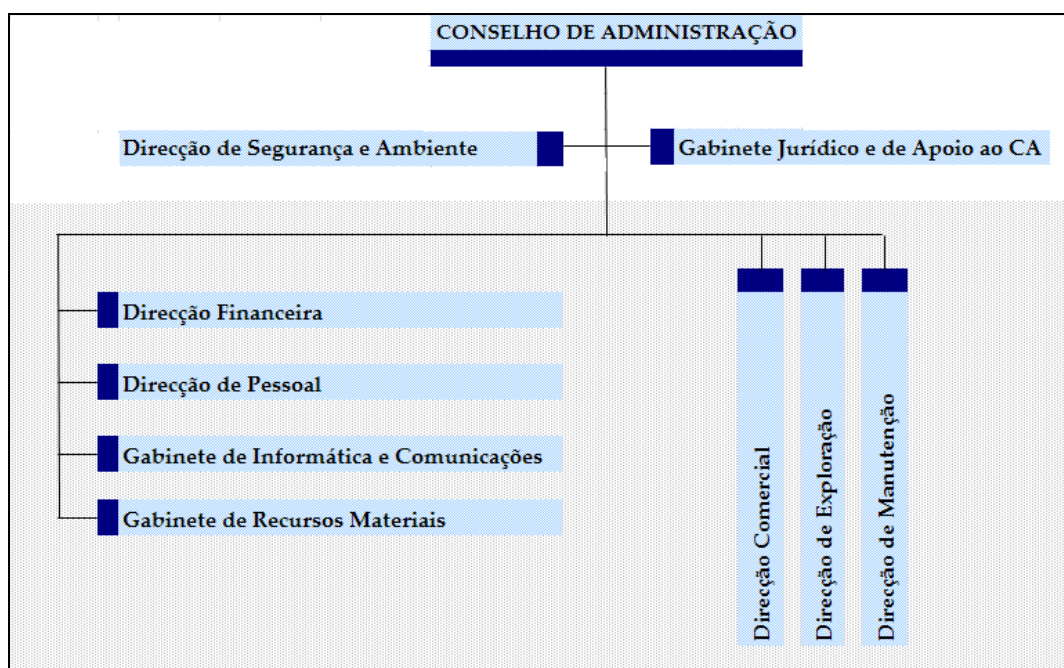 CONSELHO DE ADMINISTRAÇÃO
Direcção de Segurança e Ambiente
Gabinete Jurídico e de Apoio ao CA
Direcção Financeira
Direcção de Pessoal
Gabinete de Informática e Comunicações
Gabinete de Recursos Materiais
Direcção Comercial
Direcção de Exploração
Direcção de Manutenção